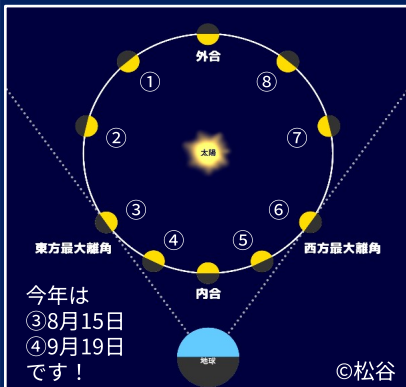 外合
①
⑧
②
⑦
太陽
③
⑥
東方最大離角
④
⑤
西方最大離角
内合
今年は
③8月15日
④9月19日
です！
地球
©松谷